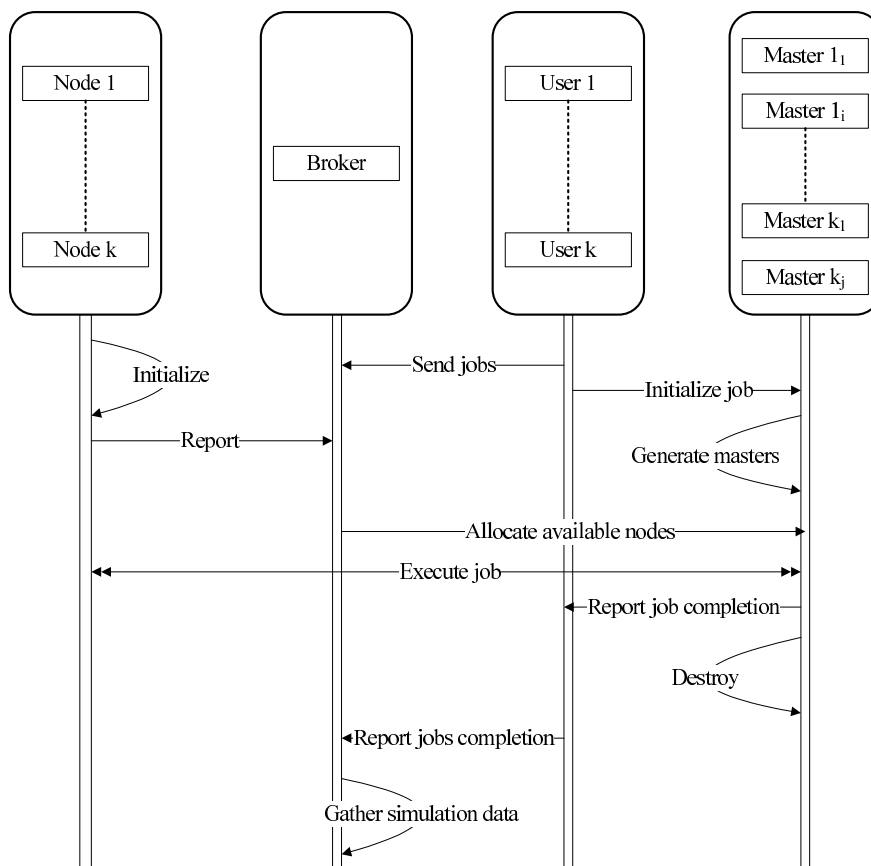 Node 1
Node k
Broker
User 1
User k
Master 1₁
Master 1ᵢ
Master k₁
Master kⱼ
Send jobs
Initialize
Initialize job
Report
Generate masters
Allocate available nodes
Execute job
Report job completion
Destroy
Report jobs completion
Gather simulation data